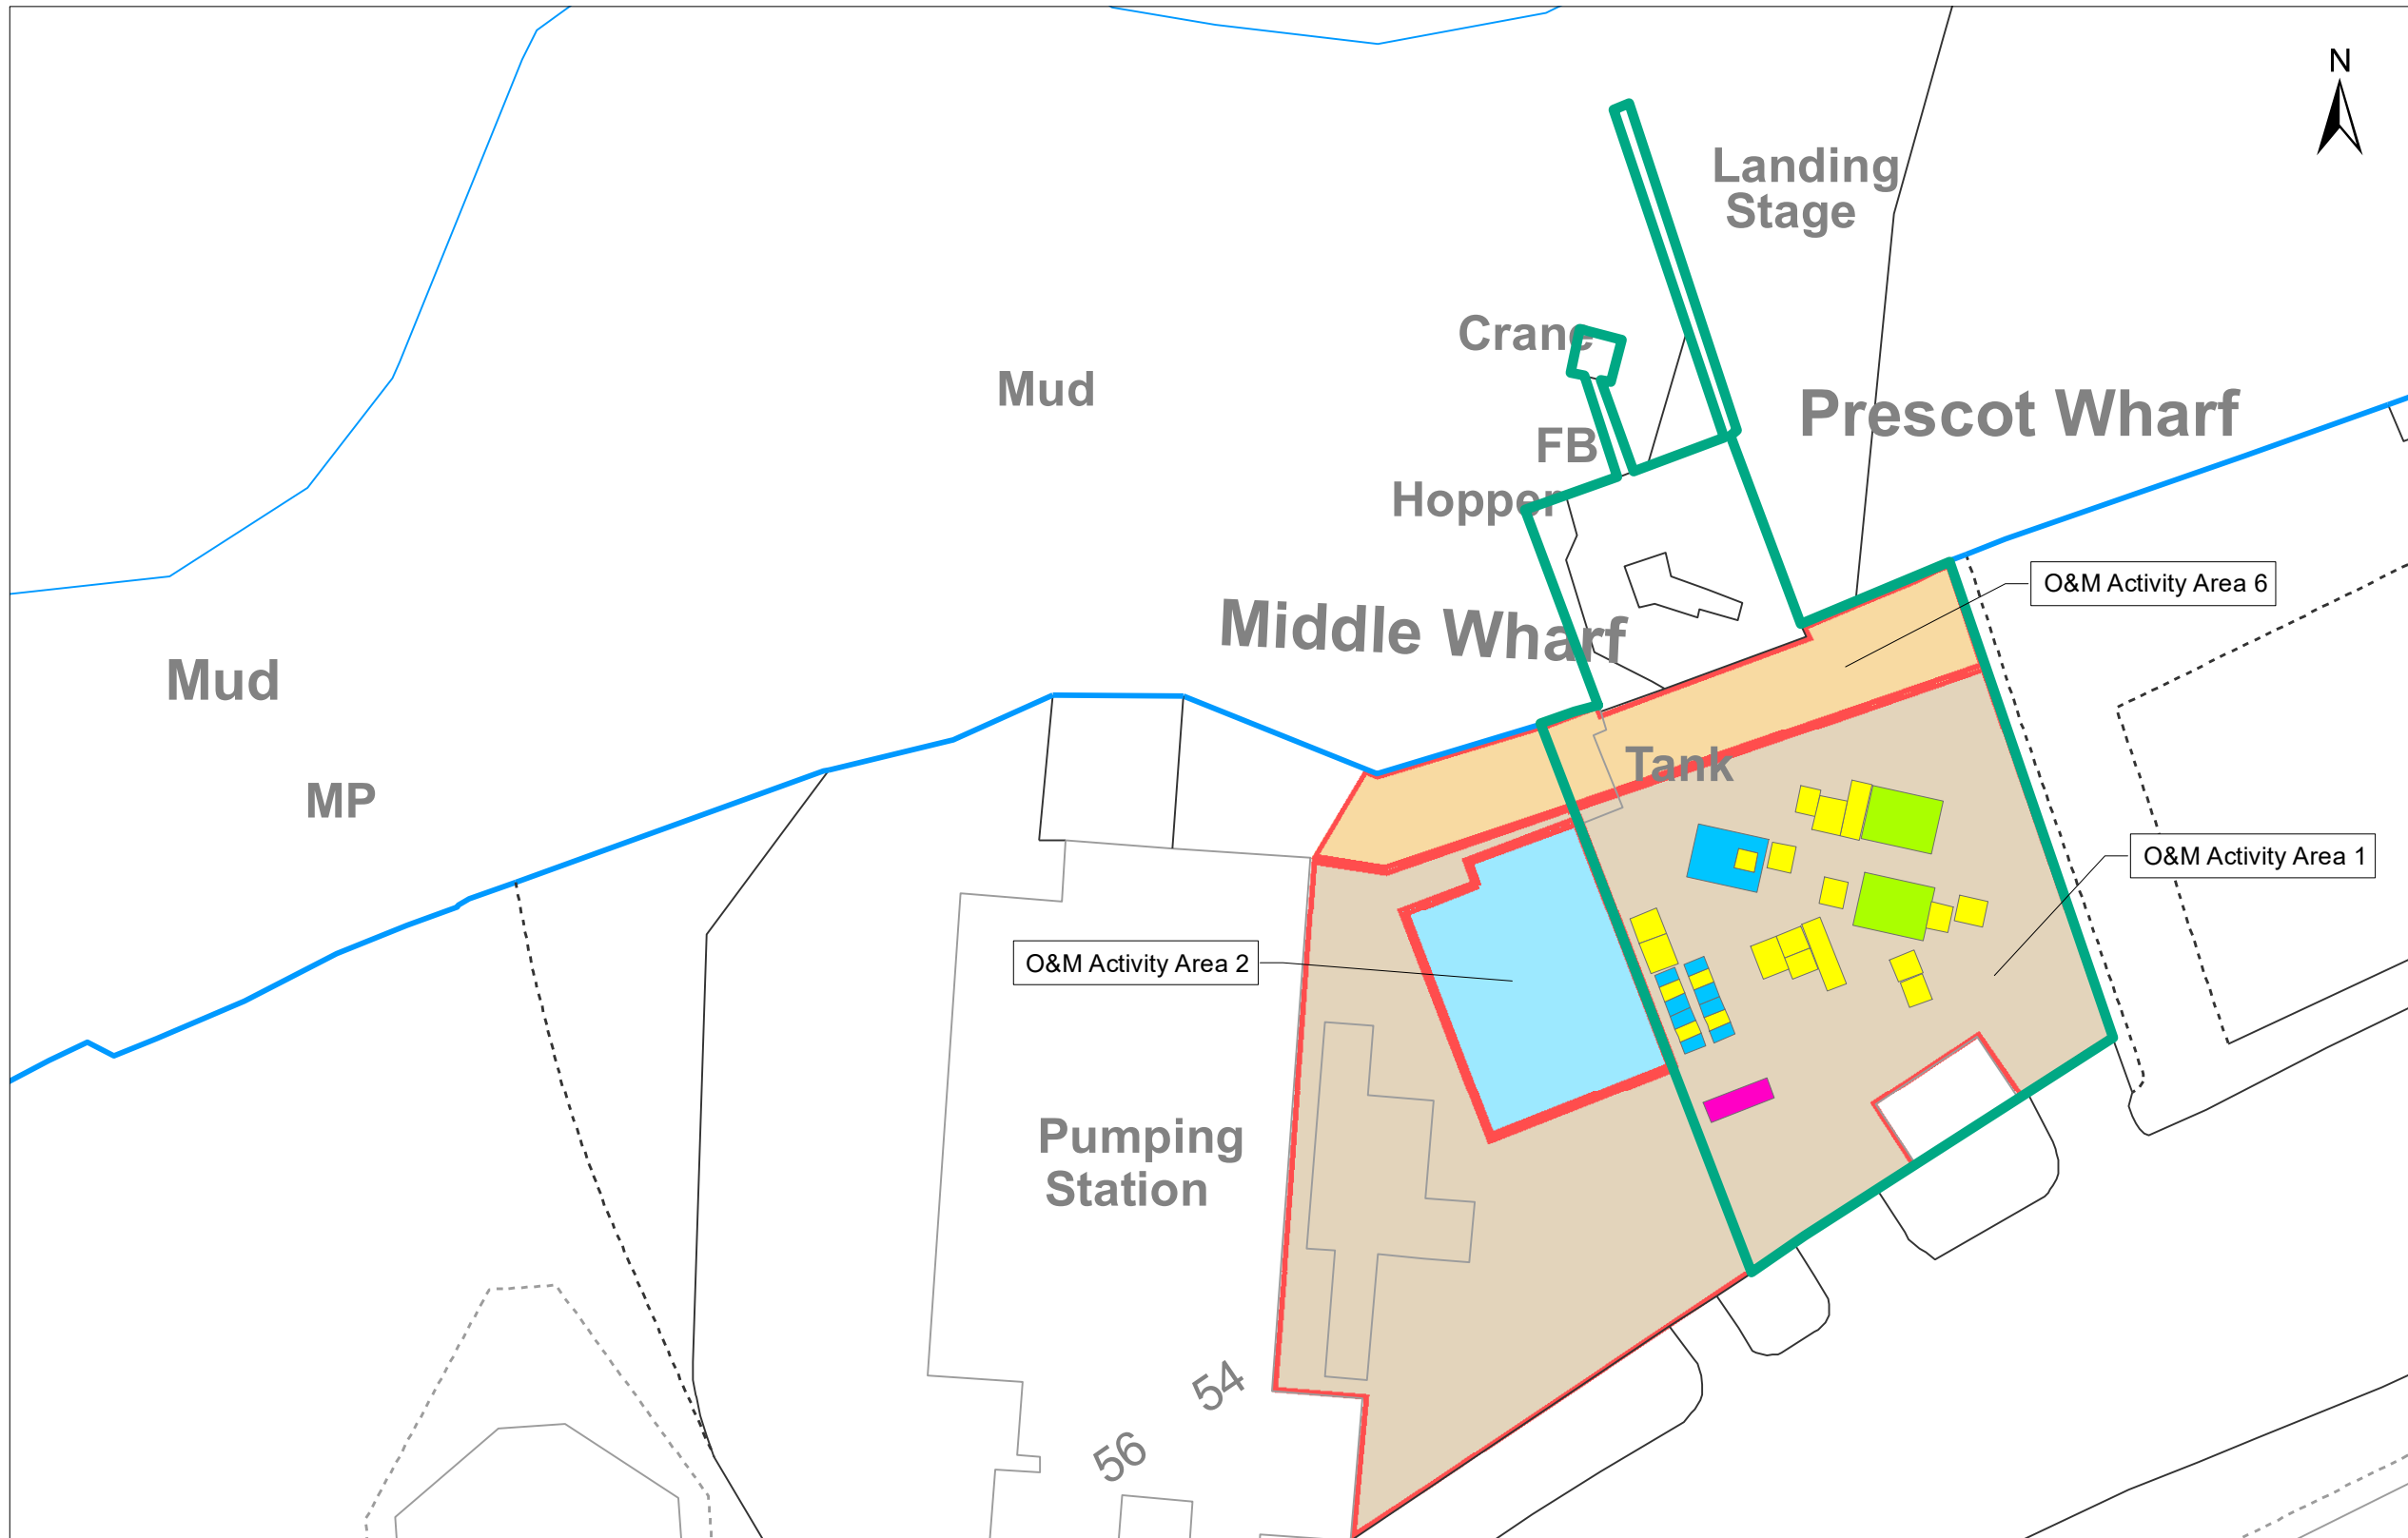 N
Landing
Stage
Crane
Mud
Prescot Wharf
FB
Hopper
O&M Activity Area 6
Middle Wharf
Mud
Tank
MP
O&M Activity Area 1
O&M Activity Area 2
Pumping
Station
54
56